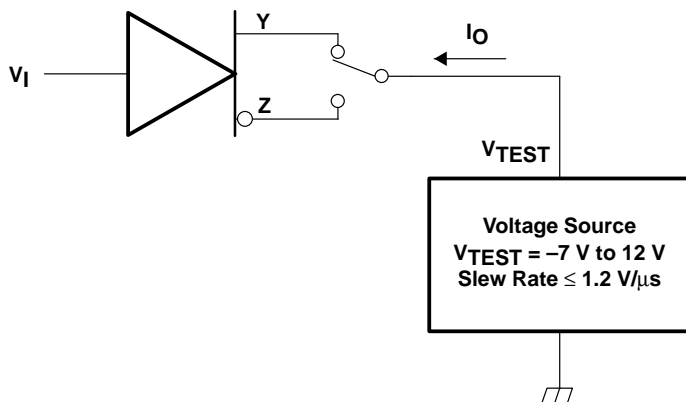 Y
IO
VI
Z
VTEST
Voltage Source
VTEST = –7 V to 12 V
Slew Rate ≤ 1.2 V/μs